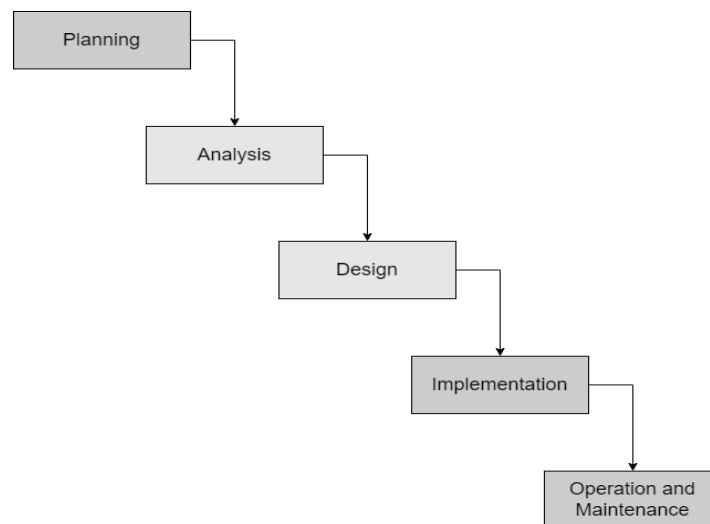 Planning
Analysis
Design
Implementation
Operation and
Maintenance